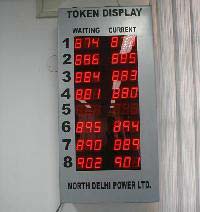 TOKEN DISPLAY
WAITING CURRENT
1 874
2 886 805
3 884 883
4 881 880
5
6 895 894
7 890 889
8 902 901
NORTH DELHI POWER LTD.